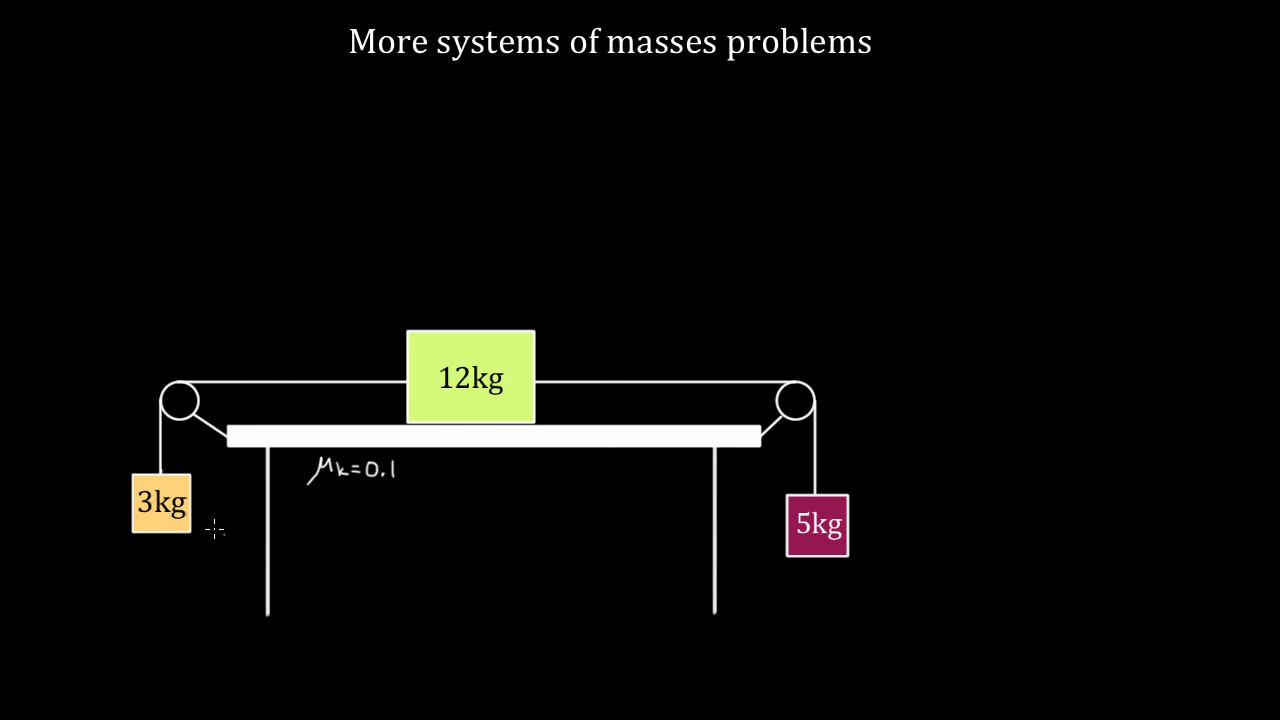 More systems of masses problems
12kg
μk=0.1
3kg
5kg